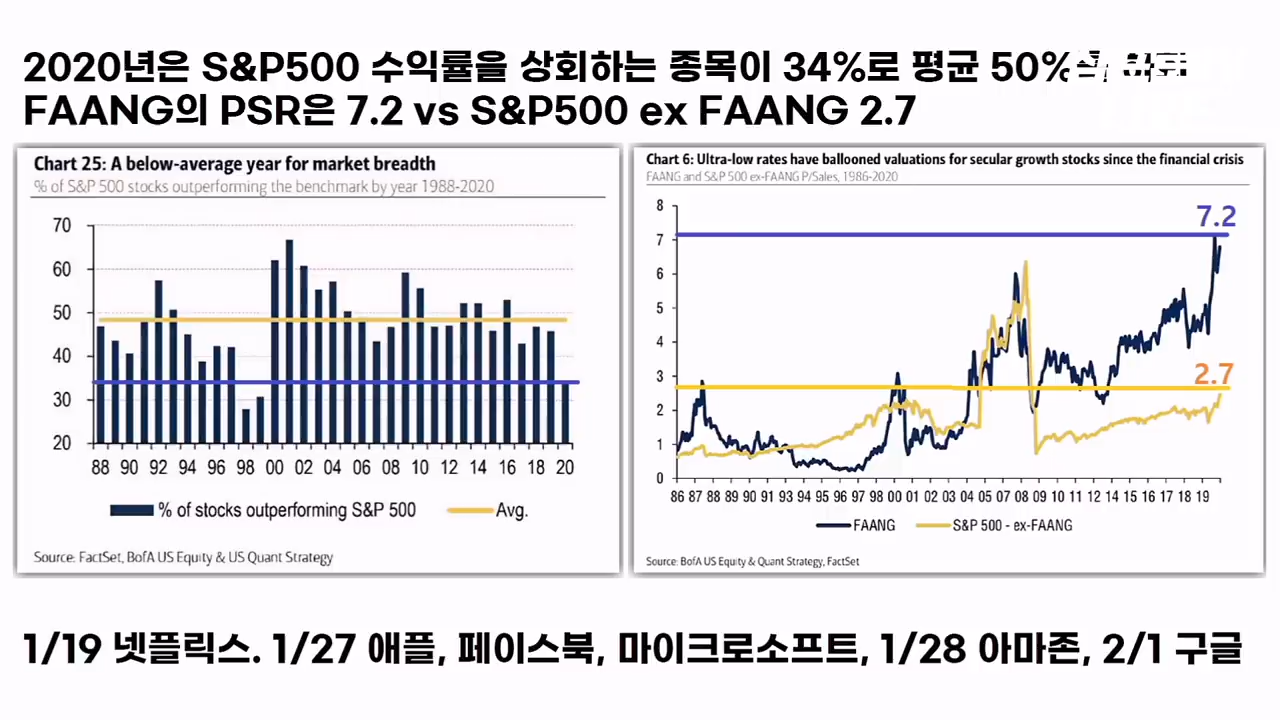 2020년은 S&P500 수익률을 상회하는 종목이 34%로 평균 50%
FAANG의 PSR은 7.2 vs S&P500 ex FAANG 2.7
Chart 25: A below-average year for market breadth
% of S&P 500 stocks outperforming the benchmark by year 1988-2020
70
60
50
40
30
20
88 90 92 94 96 98 00 02 04 06 08 10 12 14 16 18 20
% of stocks outperforming S&P 500 Avg.
Source: FactSet, BofA US Equity & US Quant Strategy
Chart 6: Ultra-low rates have ballooned valuations for secular growth stocks since the financial crisis
FAANG and S&P 500 ex-FAANG P/Sales, 1986-2020
8
7.2
7
6
5
4
3
2.7
2
1
0
86 87 88 89 90 91 93 94 95 96 97 98 00 01 02 03 04 05 07 08 09 10 11 12 14 15 16 17 18 19
FAANG S&P 500 - ex-FAANG
Source: BofA US Equity & Quant Strategy, FactSet
1/19 넷플릭스. 1/27 애플, 페이스북, 마이크로소프트, 1/28 아마존, 2/1 구글